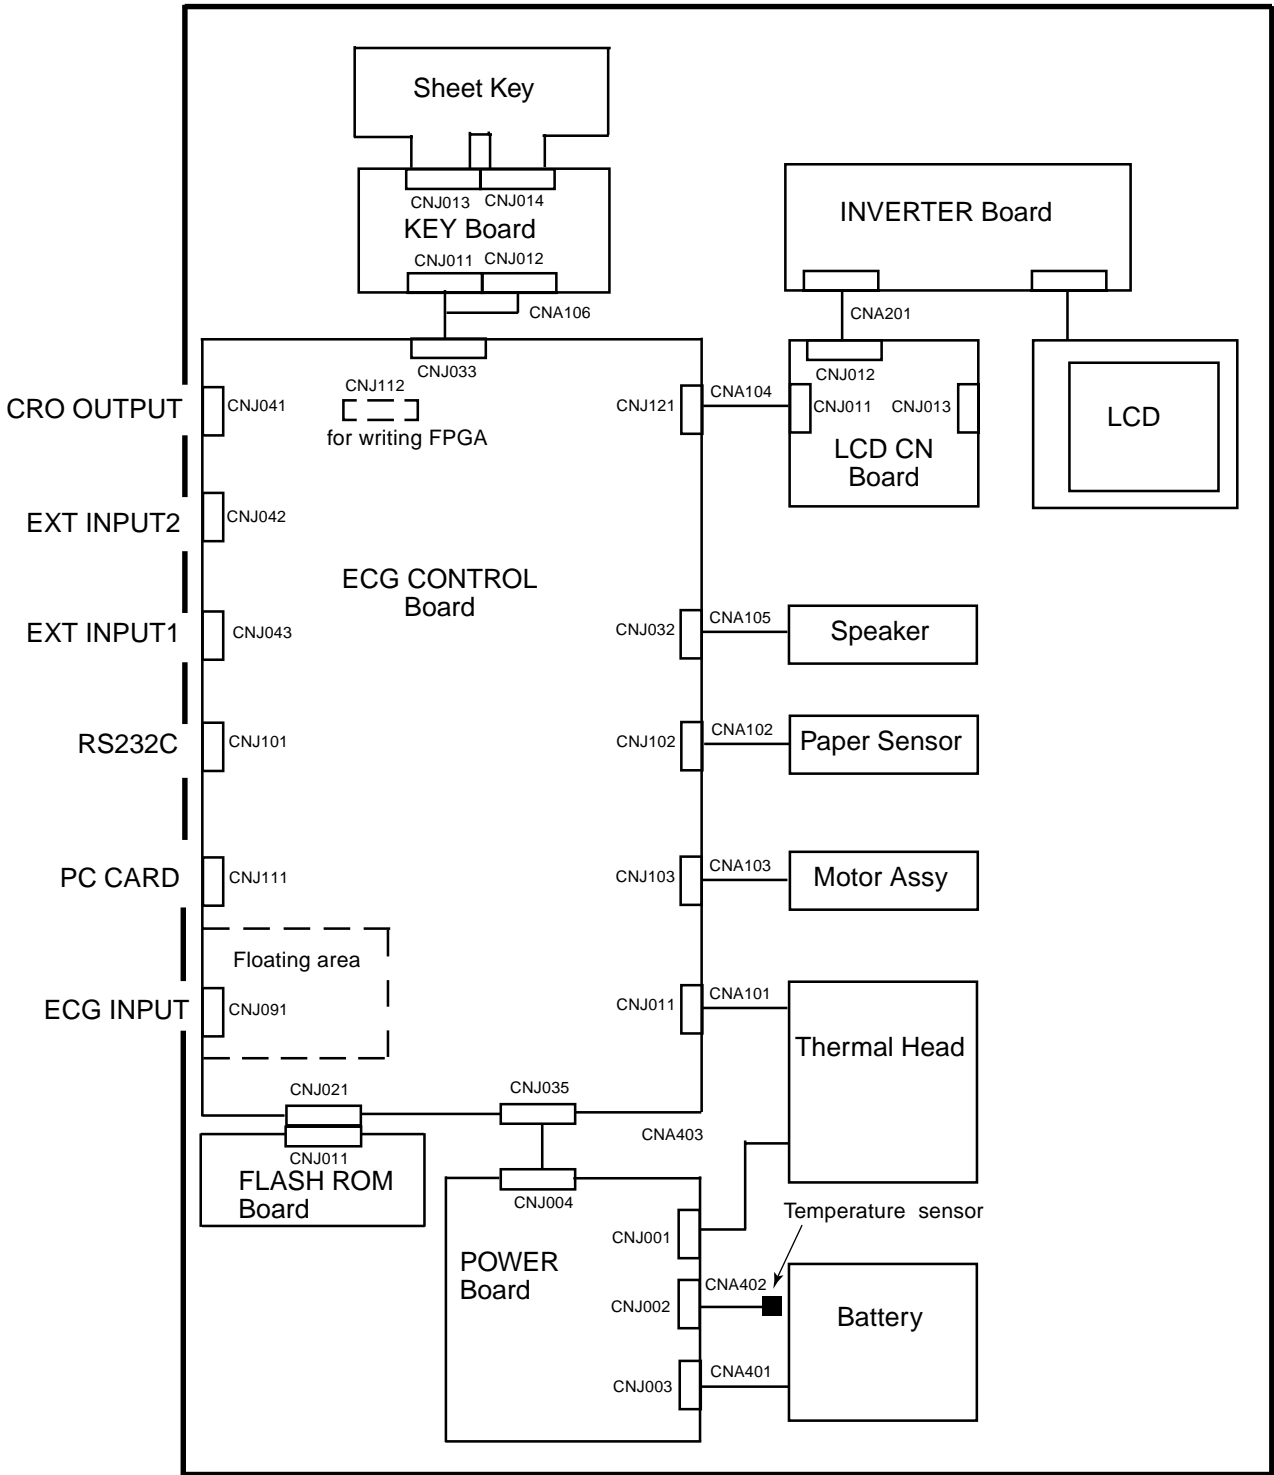 Sheet Key
CNJ013 CNJ014
KEY Board
CNJ011 CNJ012
CNA106
INVERTER Board
CNA201
CNJ033
CNJ012
CRO OUTPUT
CNJ041
CNJ112
for writing FPGA
CNJ121
CNA104
CNJ011 CNJ013
LCD CN
Board
LCD
EXT INPUT2
CNJ042
ECG CONTROL
Board
EXT INPUT1
CNJ043
CNJ032
CNA105
Speaker
RS232C
CNJ101
CNJ102
CNA102
Paper Sensor
PC CARD
CNJ111
CNJ103
CNA103
Motor Assy
Floating area
ECG INPUT
CNJ091
CNJ011
CNA101
Thermal Head
CNJ021
CNJ035
CNA403
CNJ011
FLASH ROM
Board
CNJ004
CNJ001
Temperature sensor
POWER
Board
CNJ002
CNA402
Battery
CNJ003
CNA401